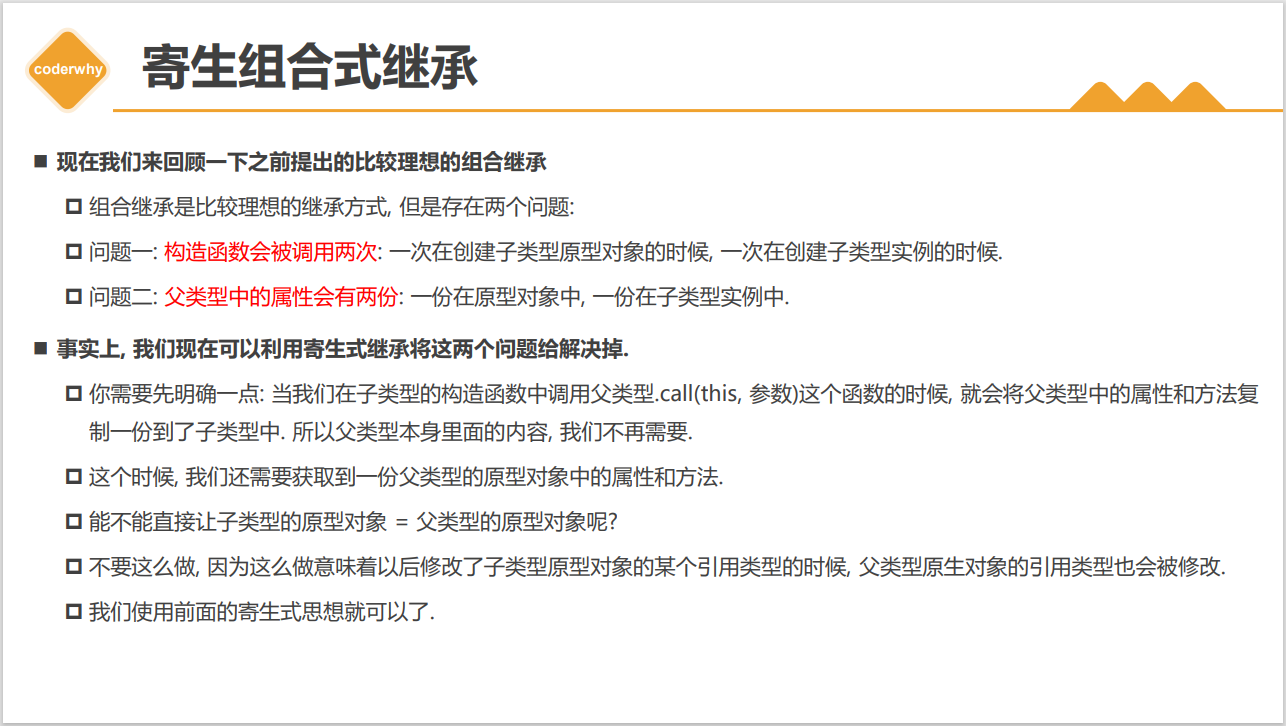 coderwhy
寄生组合式继承
■ 现在我们来回顾一下之前提出的比较理想的组合继承
组合继承是比较理想的继承方式, 但是存在两个问题:
问题一: 构造函数会被调用两次: 一次在创建子类型原型对象的时候, 一次在创建子类型实例的时候.
问题二: 父类型中的属性会有两份: 一份在原型对象中, 一份在子类型实例中.
■ 事实上, 我们现在可以利用寄生式继承将这两个问题给解决掉.
你需要先明确一点: 当我们在子类型的构造函数中调用父类型.call(this, 参数)这个函数的时候, 就会将父类型中的属性和方法复
制一份到了子类型中. 所以父类型本身里面的内容, 我们不再需要.
这个时候, 我们还需要获取到一份父类型的原型对象中的属性和方法.
能不能直接让子类型的原型对象 = 父类型的原型对象呢?
不要这么做, 因为这么做意味着以后修改了子类型原型对象的某个引用类型的时候, 父类型原生对象的引用类型也会被修改.
我们使用前面的寄生式思想就可以了.